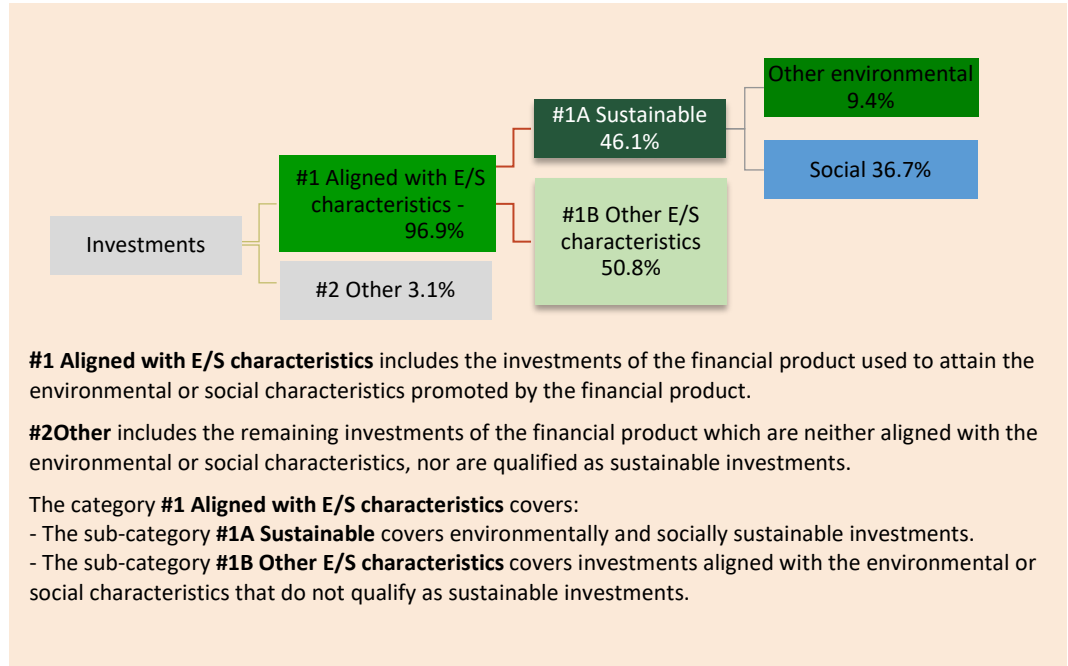 Investments
#1 Aligned with E/S
characteristics -
96.9%
#2 Other 3.1%
#1A Sustainable
46.1%
#1B Other E/S
characteristics
50.8%
Other environmental
9.4%
Social 36.7%
#1 Aligned with E/S characteristics includes the investments of the financial product used to attain the
environmental or social characteristics promoted by the financial product.
#2Other includes the remaining investments of the financial product which are neither aligned with the
environmental or social characteristics, nor are qualified as sustainable investments.
The category #1 Aligned with E/S characteristics covers:
- The sub-category #1A Sustainable covers environmentally and socially sustainable investments.
- The sub-category #1B Other E/S characteristics covers investments aligned with the environmental or
social characteristics that do not qualify as sustainable investments.